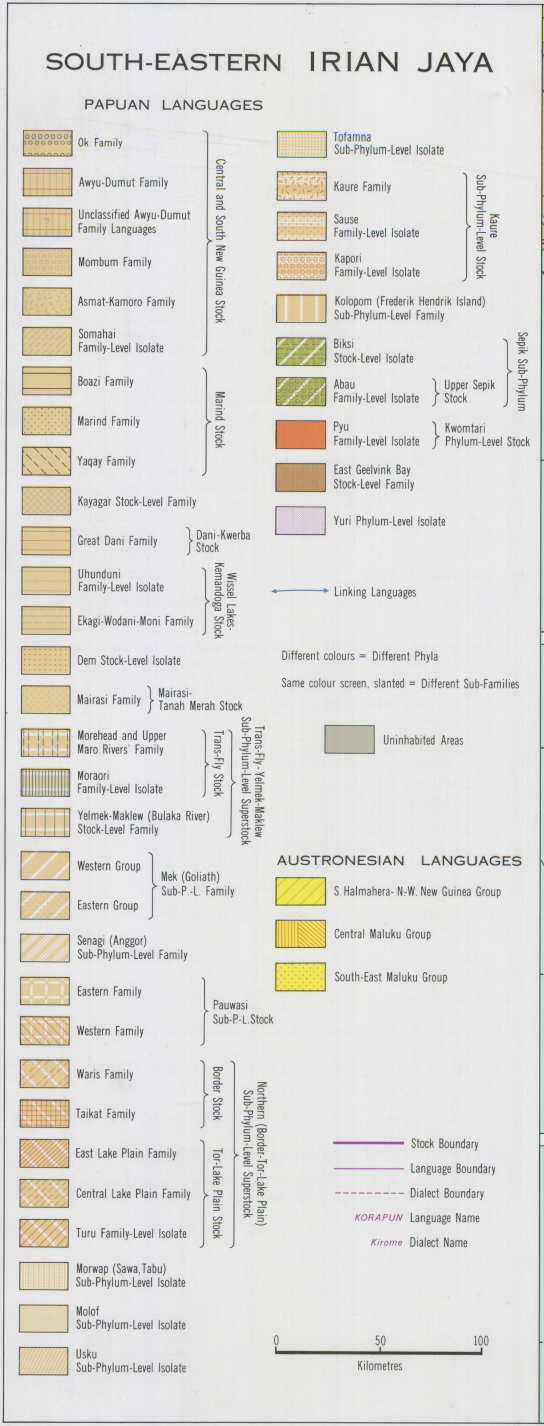 SOUTH-EASTERN IRIAN JAYA
PAPUAN LANGUAGES
Ok Family
Awyu-Dumut Family
Unclassified Awyu-Dumut
Family Languages
?
Mombum Family
Asmat-Kamoro Family
Somahai
Family-Level Isolate
Central and South New Guinea Stock
Boazi Family
Marind Family
Yaqay Family
Marind Stock
Kayagar Stock-Level Family
Great Dani Family
Dani-Kwerba
Stock
Uhunduni
Family-Level Isolate
Ekagi-Wodani-Moni Family
Wissel Lakes-
Kemandoga Stock
Dem Stock-Level Isolate
Mairasi Family
Mairasi-
Tanah Merah Stock
Morehead and Upper
Maro Rivers' Family
Moraori
Family-Level Isolate
Trans-Fly Stock
Yelmek-Maklew (Bulaka River)
Stock-Level Family
Trans-Fly-Yelmek-Maklew
Sub-Phylum-Level Superstock
Western Group
Eastern Group
Mek (Goliath)
Sub-P.-L. Family
Senagi (Anggor)
Sub-Phylum-Level Family
Eastern Family
Western Family
Pauwasi
Sub-P.-L.Stock
Waris Family
Taikat Family
Border Stock
East Lake Plain Family
Central Lake Plain Family
Turu Family-Level Isolate
Tor-Lake Plain Stock
Northern (Border-Tor-Lake Plain)
Sub-Phylum-Level Superstock
Morwap (Sawa,Tabu)
Sub-Phylum-Level Isolate
Molof
Sub-Phylum-Level Isolate
Usku
Sub-Phylum-Level Isolate
Tofamna
Sub-Phylum-Level Isolate
Kaure Family
Sause
Family-Level Isolate
Kapori
Family-Level Isolate
Kaure
Sub-Phylum-Level Stock
Kolopom (Frederik Hendrik Island)
Sub-Phylum-Level Family
Biksi
Stock-Level Isolate
Abau
Family-Level Isolate
Upper Sepik
Stock
Sepik Sub-Phylum
Pyu
Family-Level Isolate
Kwomtari
Phylum-Level Stock
East Geelvink Bay
Stock-Level Family
Yuri Phylum-Level Isolate
Linking Languages
Different colours = Different Phyla
Same colour screen, slanted = Different Sub-Families
Uninhabited Areas
AUSTRONESIAN LANGUAGES
S. Halmahera- N.-W. New Guinea Group
Central Maluku Group
South-East Maluku Group
Stock Boundary
Language Boundary
Dialect Boundary
KORAPUN Language Name
Kirome Dialect Name
0 50 100
Kilometres